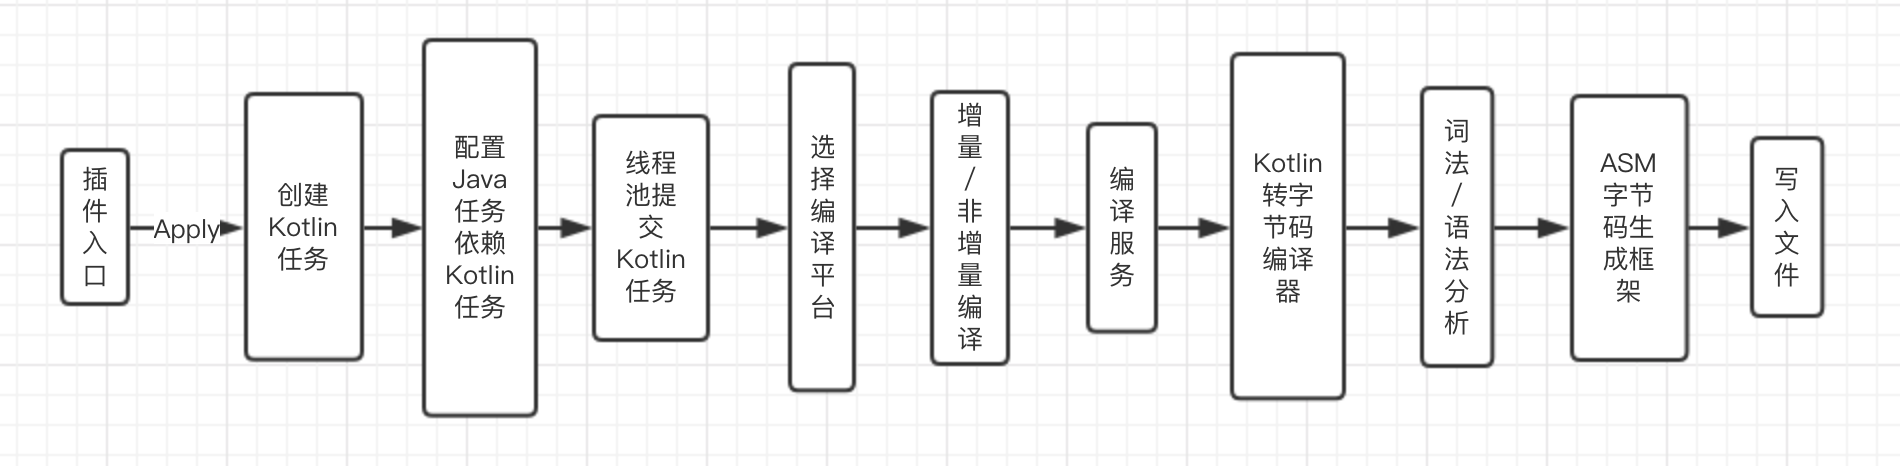 插
件
入
口
Apply
创建
Kotlin
任务
配置
Java
任务
依赖
Kotlin
任务
线程
池提
交
Kotlin
任务
选
择
编
译
平
台
增
量
/
非
增
量
编
译
编
译
服
务
Kotlin
转字
节码
编译
器
词
法
/
语
法
分
析
ASM
字节
码生
成框
架
写
入
文
件